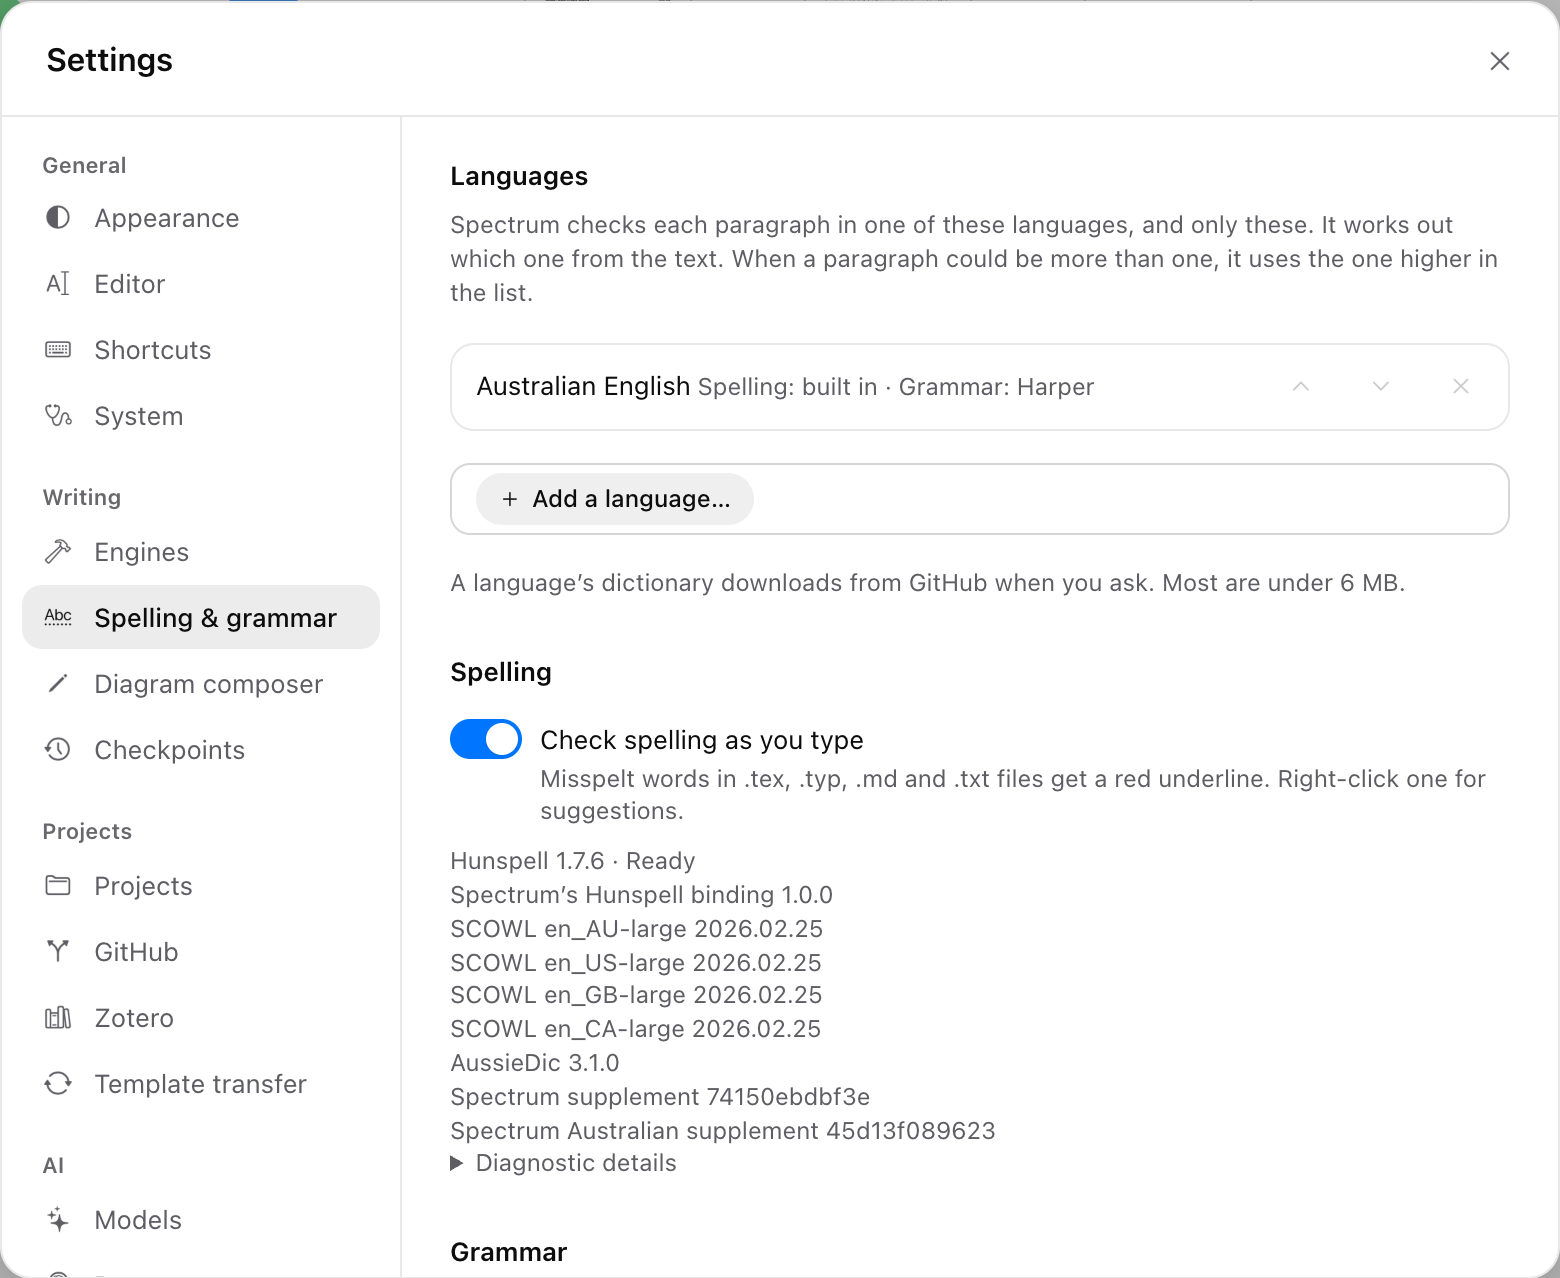 Settings
General
Appearance
Editor
Shortcuts
System
Writing
Engines
Abc
Spelling & grammar
Diagram composer
Checkpoints
Projects
Projects
GitHub
Zotero
Template transfer
AI
Models
Languages
Spectrum checks each paragraph in one of these languages, and only these. It works out
which one from the text. When a paragraph could be more than one, it uses the one higher in
the list.
Australian English Spelling: built in · Grammar: Harper
+ Add a language...
A language’s dictionary downloads from GitHub when you ask. Most are under 6 MB.
Spelling
Check spelling as you type
Misspelt words in .tex, .typ, .md and .txt files get a red underline. Right-click one for
suggestions.
Hunspell 1.7.6 · Ready
Spectrum’s Hunspell binding 1.0.0
SCOWL en_AU-large 2026.02.25
SCOWL en_US-large 2026.02.25
SCOWL en_GB-large 2026.02.25
SCOWL en_CA-large 2026.02.25
AussieDic 3.1.0
Spectrum supplement 74150ebdbf3e
Spectrum Australian supplement 45d13f089623
Diagnostic details
Grammar